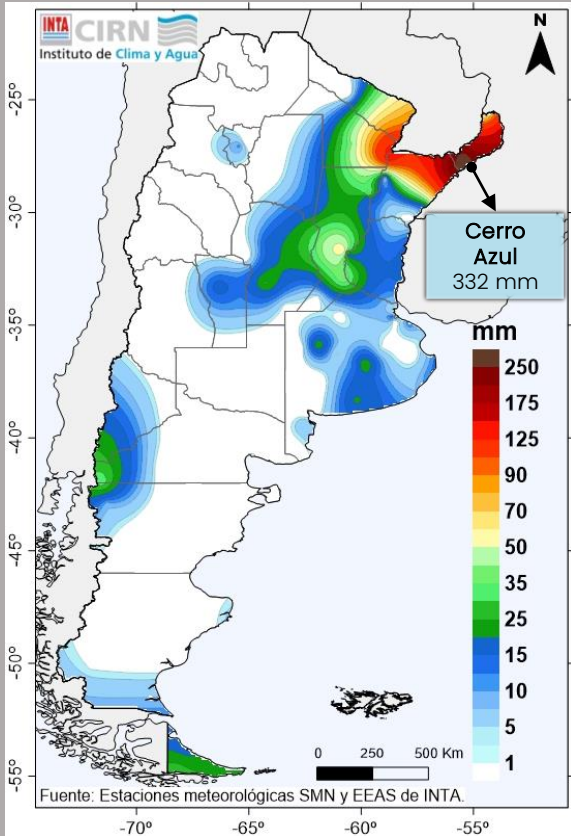 INTA CIRN
Instituto de Clima y Agua
N
-25°
-30°
-35°
-40°
-45°
-50°
-55°
Cerro
Azul
332 mm
mm
250
175
125
90
70
50
35
25
15
10
5
1
0 250 500 Km
Fuente: Estaciones meteorológicas SMN y EEAS de INTA.
-70° -65° -60° -55°